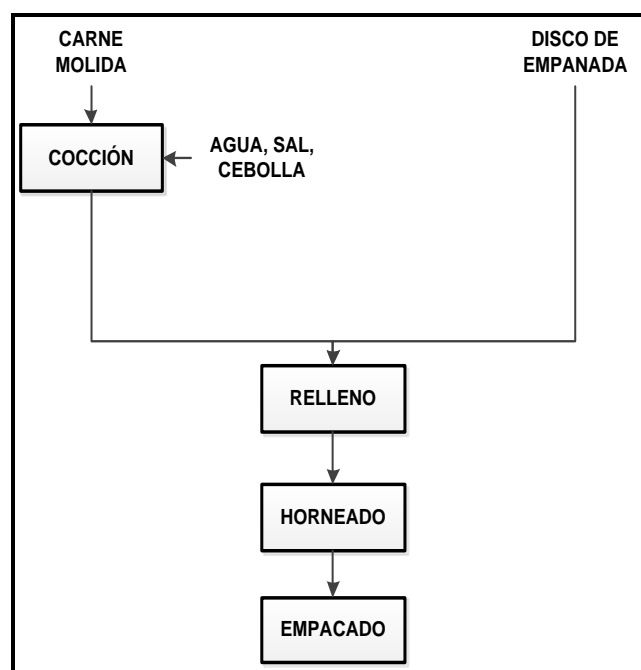 CARNE
MOLIDA
DISCO DE
EMPANADA
COCCIÓN
AGUA, SAL,
CEBOLLA
RELLENO
HORNEADO
EMPACADO